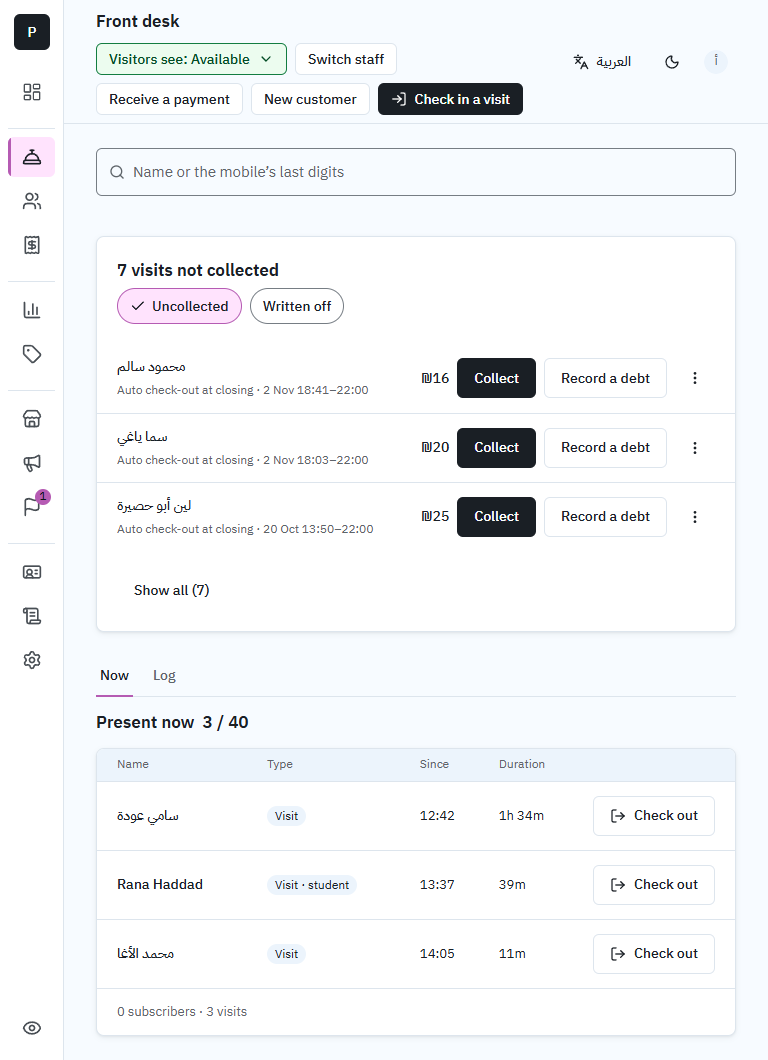 P
Front desk
Visitors see: Available
Switch staff
العربية
أ
Receive a payment
New customer
Check in a visit
Name or the mobile’s last digits
7 visits not collected
Uncollected
Written off
محمود سالم
Auto check-out at closing · 2 Nov 18:41–22:00
₪16
Collect
Record a debt
سما ياغي
Auto check-out at closing · 2 Nov 18:03–22:00
₪20
Collect
Record a debt
لين أبو حصيرة
Auto check-out at closing · 20 Oct 13:50–22:00
₪25
Collect
Record a debt
1
Show all (7)
Now
Log
Present now 3 / 40
Name Type Since Duration
سامي عودة Visit 12:42 1h 34m Check out
Rana Haddad Visit · student 13:37 39m Check out
محمد الأغا Visit 14:05 11m Check out
0 subscribers · 3 visits